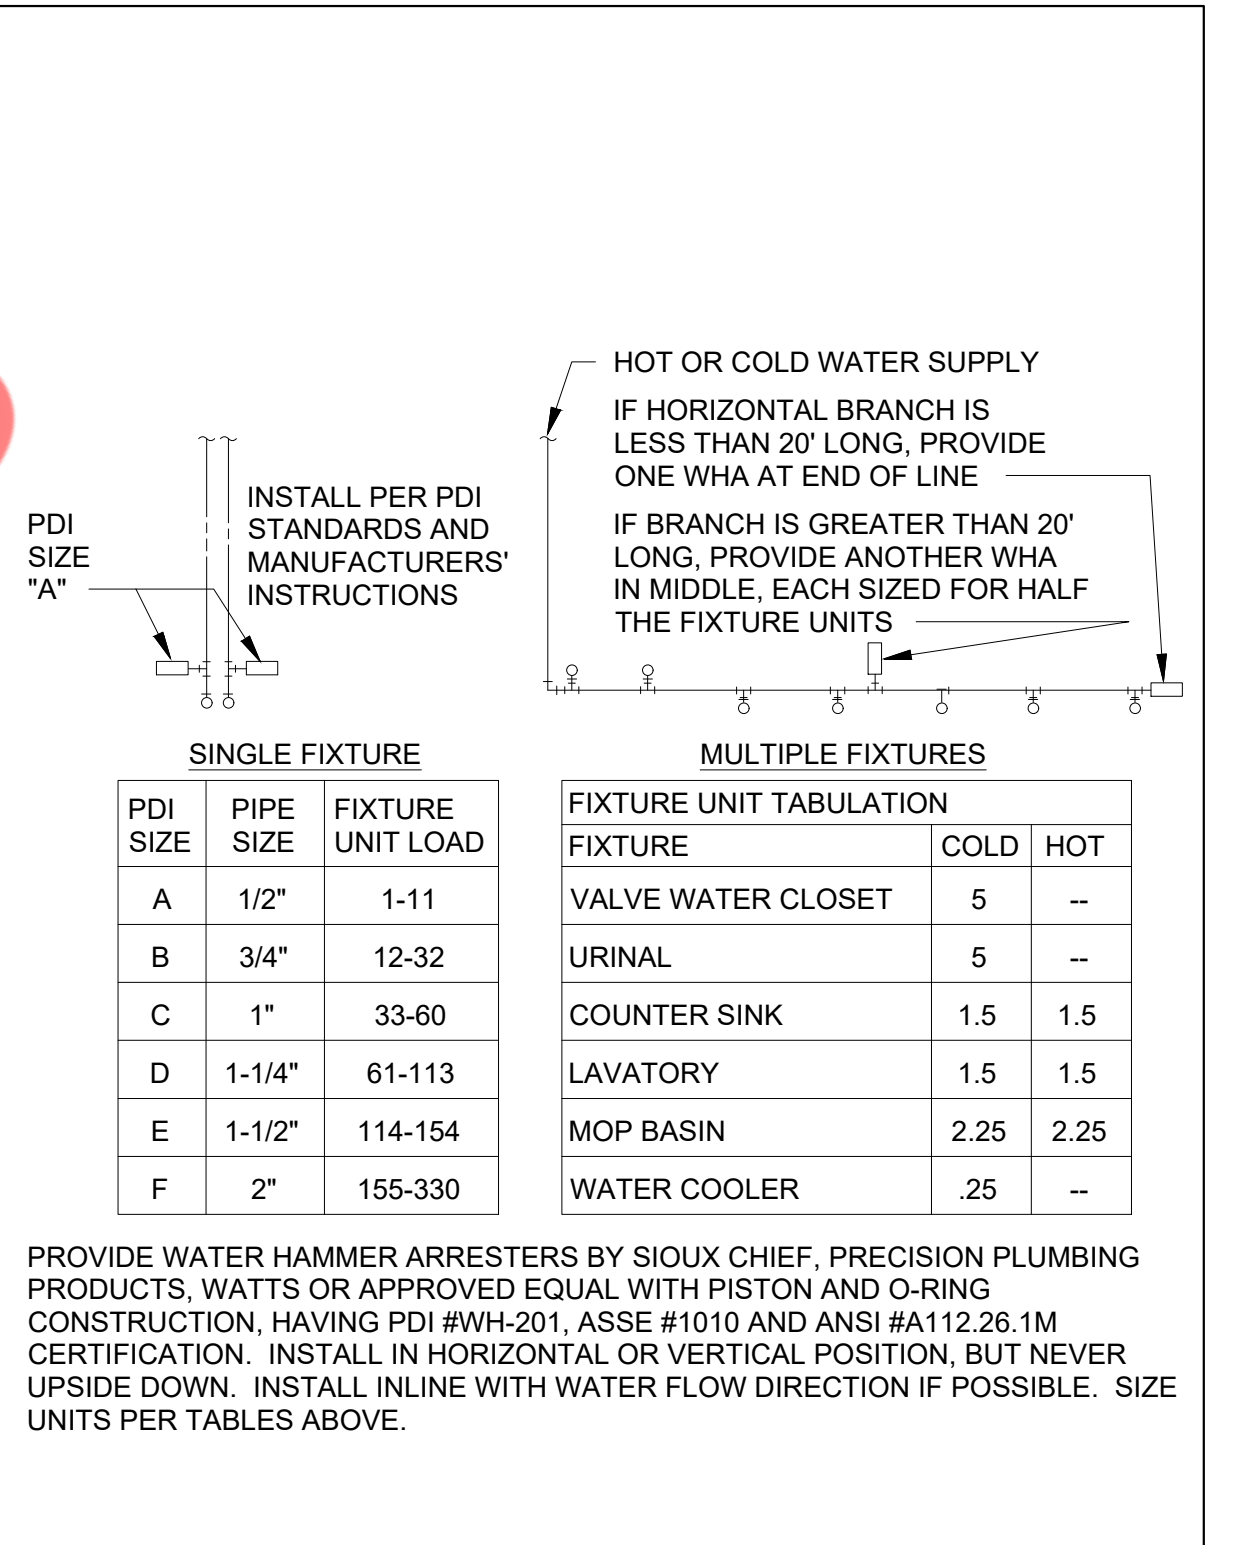 HOT OR COLD WATER SUPPLY
IF HORIZONTAL BRANCH IS
LESS THAN 20' LONG, PROVIDE
ONE WHA AT END OF LINE
IF BRANCH IS GREATER THAN 20'
LONG, PROVIDE ANOTHER WHA
IN MIDDLE, EACH SIZED FOR HALF
THE FIXTURE UNITS
PDI
SIZE
"A"
INSTALL PER PDI
STANDARDS AND
MANUFACTURERS'
INSTRUCTIONS
SINGLE FIXTURE
PDI SIZE PIPE SIZE FIXTURE UNIT LOAD
A 1/2" 1-11
B 3/4" 12-32
C 1" 33-60
D 1-1/4" 61-113
E 1-1/2" 114-154
F 2" 155-330
MULTIPLE FIXTURES
FIXTURE UNIT TABULATION
FIXTURE COLD HOT
VALVE WATER CLOSET 5 --
URINAL 5 --
COUNTER SINK 1.5 1.5
LAVATORY 1.5 1.5
MOP BASIN 2.25 2.25
WATER COOLER .25 --
PROVIDE WATER HAMMER ARRESTERS BY SIOUX CHIEF, PRECISION PLUMBING
PRODUCTS, WATTS OR APPROVED EQUAL WITH PISTON AND O-RING
CONSTRUCTION, HAVING PDI #WH-201, ASSE #1010 AND ANSI #A112.26.1M
CERTIFICATION.  INSTALL IN HORIZONTAL OR VERTICAL POSITION, BUT NEVER
UPSIDE DOWN.  INSTALL INLINE WITH WATER FLOW DIRECTION IF POSSIBLE.  SIZE
UNITS PER TABLES ABOVE.